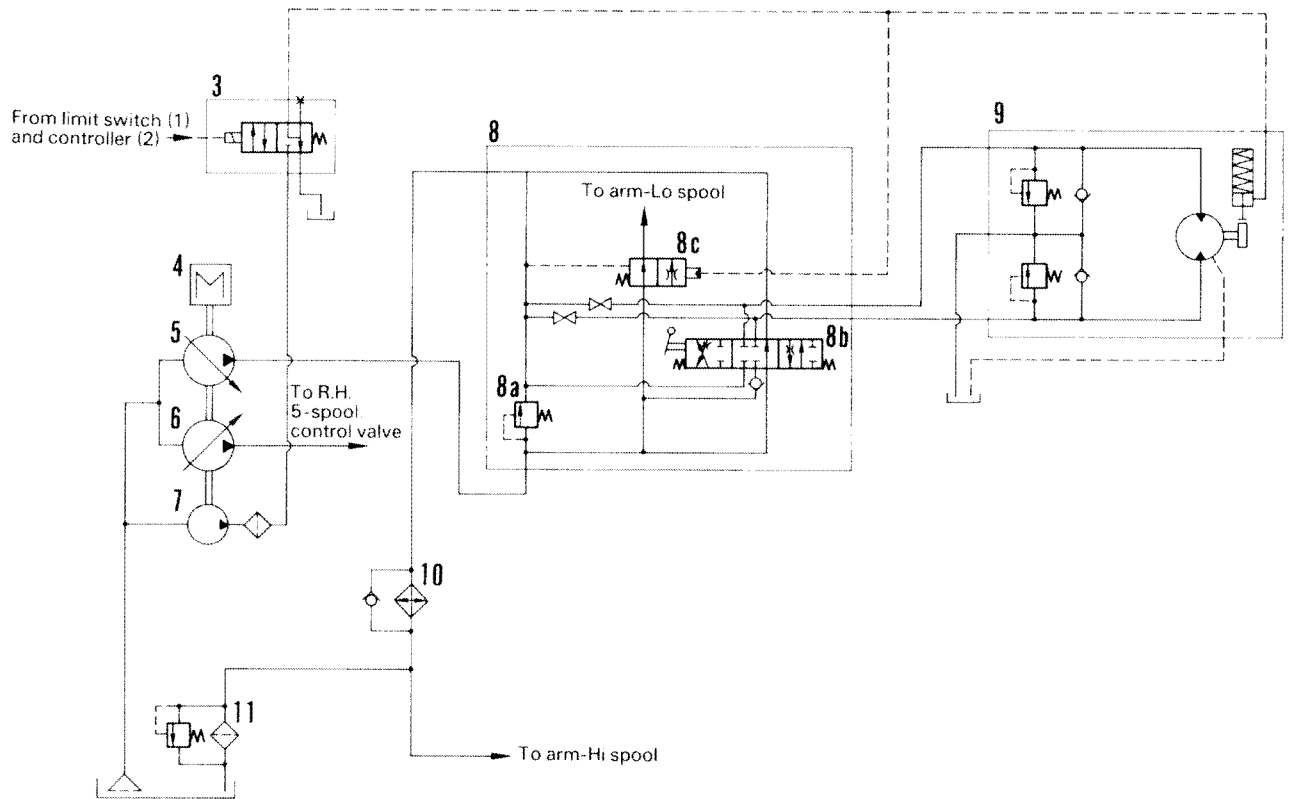 3
From limit switch (1)
and controller (2)
8
9
To arm-Lo spool
8c
4
8b
5
8a
To R.H.
5-spool
control valve
6
7
10
11
To arm-Hi spool